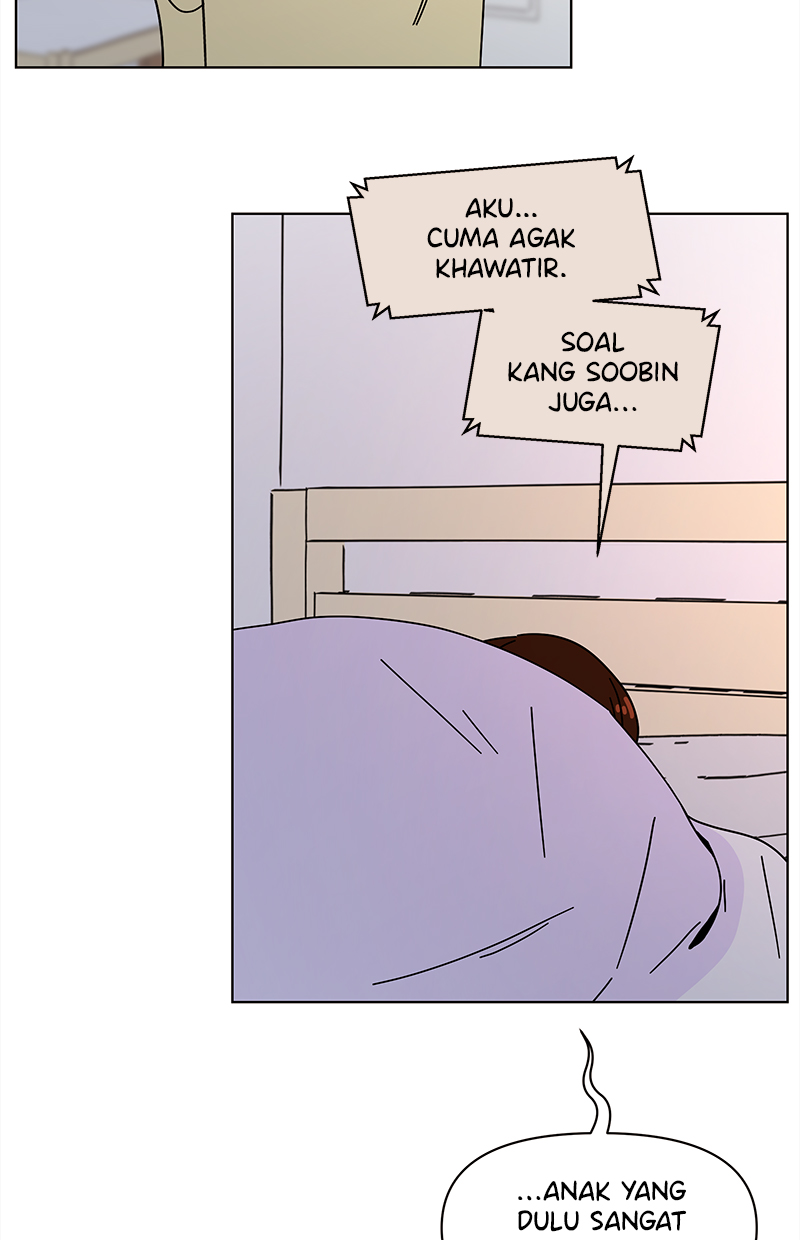 AKU...
CUMA AGAK
KHAWATIR.
SOAL
KANG SOOBIN
JUGA...
...ANAK YANG
DULU SANGAT